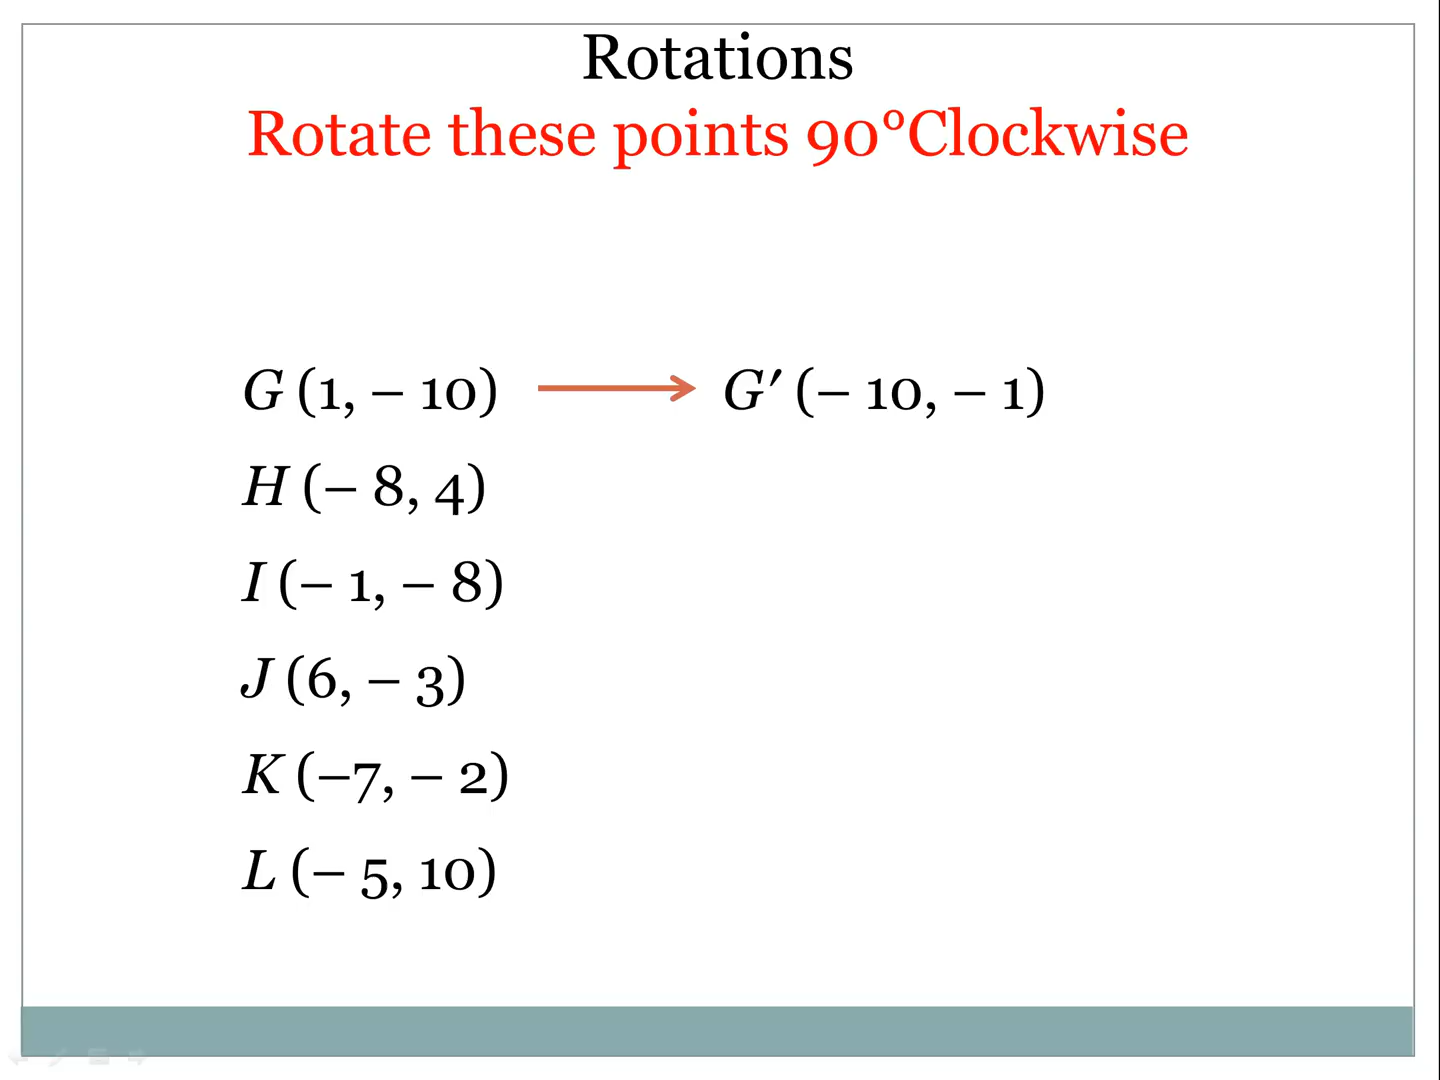 Rotations
Rotate these points 90°Clockwise
G (1, – 10) G′ (– 10, – 1)
H (– 8, 4)
I (– 1, – 8)
J (6, – 3)
K (–7, – 2)
L (– 5, 10)